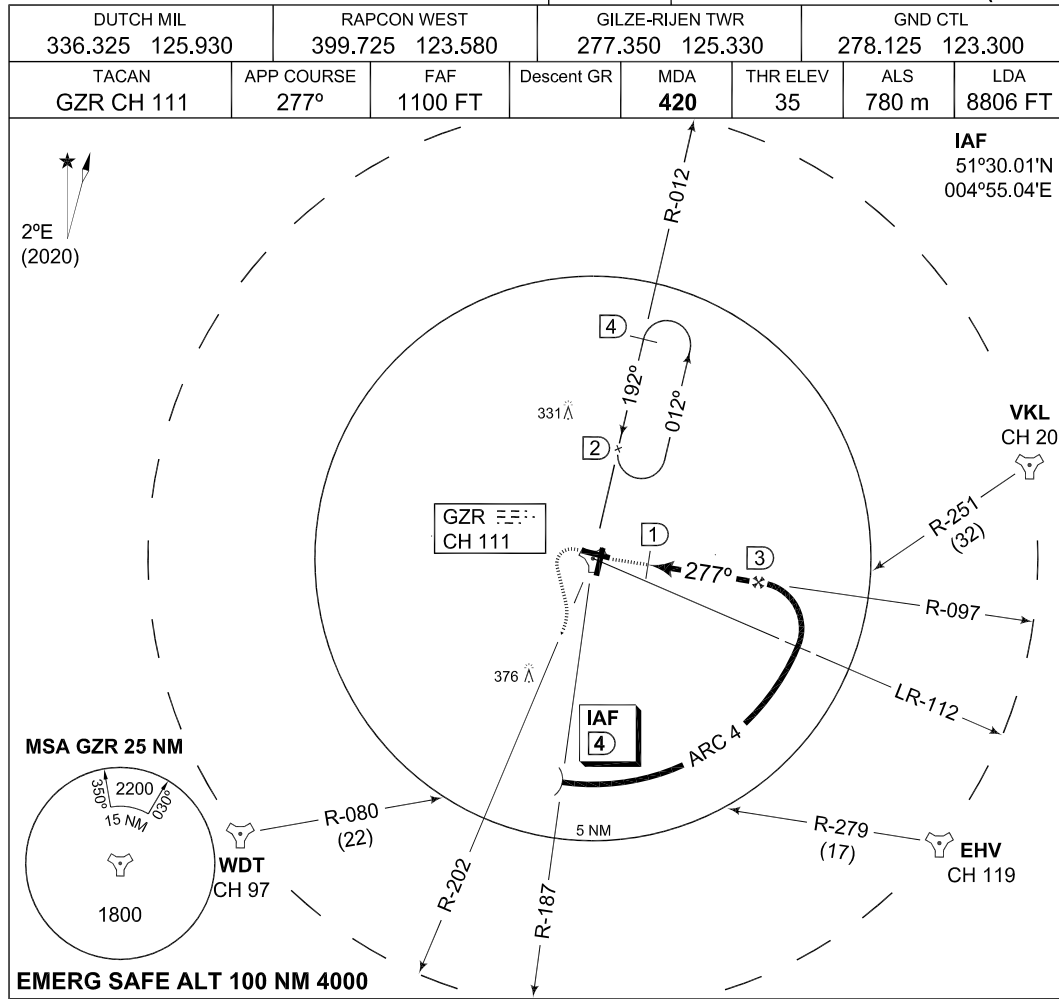 DUTCH MIL
336.325 125.930
RAPCON WEST
399.725 123.580
GILZE-RIJEN TWR
277.350 125.330
GND CTL
278.125 123.300
TACAN
GZR CH 111
APP COURSE
277º
FAF
1100 FT
Descent GR
MDA
420
THR ELEV
35
ALS
780 m
LDA
8806 FT
IAF
51º30.01'N
004º55.04'E
2ºE
(2020)
R-012
4
192º
012º
331
2
VKL
CH 20
R-251
(32)
GZR
CH 111
1
277º
3
R-097
LR-112
376
IAF
4
ARC 4
MSA GZR 25 NM
350º
2200
030º
15 NM
1800
R-080
(22)
WDT
CH 97
5 NM
R-279
(17)
EHV
CH 119
R-202
R-187
EMERG SAFE ALT 100 NM 4000